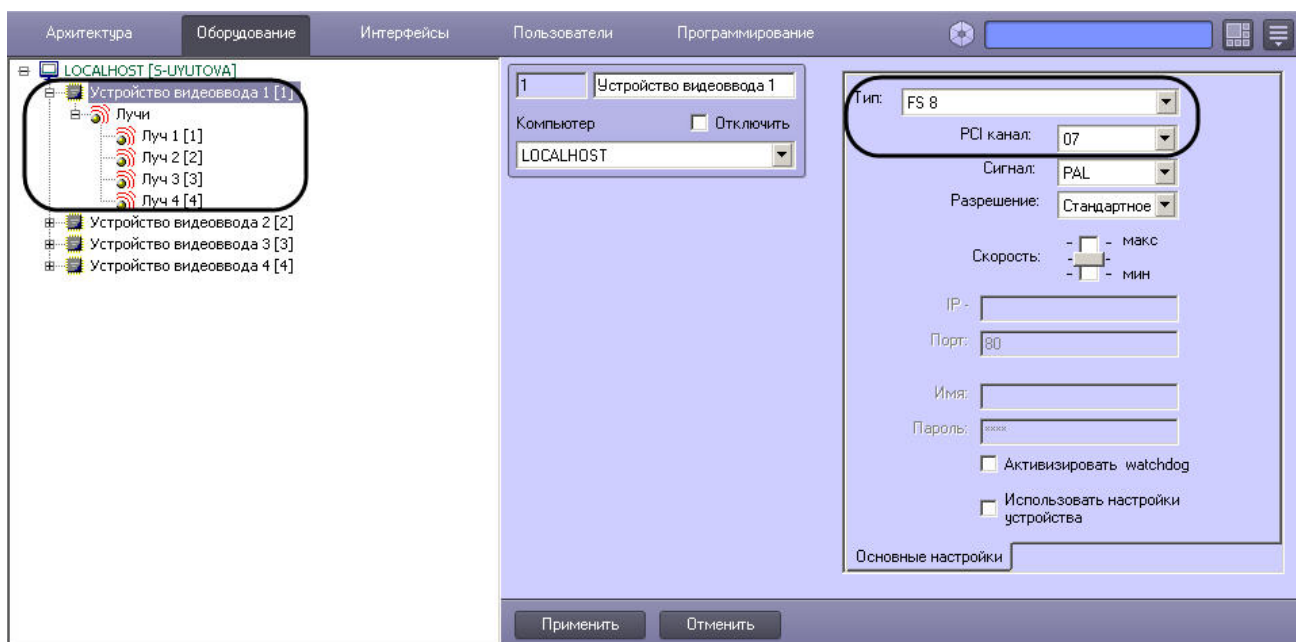 Архитектура Оборудование Интерфейсы Пользователи Программирование
LOCALHOST [S-UYUTOVA]
Устройство видеоввода 1 [1]
Лучи
Луч 1 [1]
Луч 2 [2]
Луч 3 [3]
Луч 4 [4]
Устройство видеоввода 2 [2]
Устройство видеоввода 3 [3]
Устройство видеоввода 4 [4]
1 Устройство видеоввода 1
Компьютер Отключить
LOCALHOST
Тип: FS 8
PCI канал: 07
Сигнал: PAL
Разрешение: Стандартное
Скорость: макс
мин
IP -
Порт: 80
Имя:
Пароль: ****
Активизировать watchdog
Использовать настройки
устройства
Основные настройки
Применить Отменить